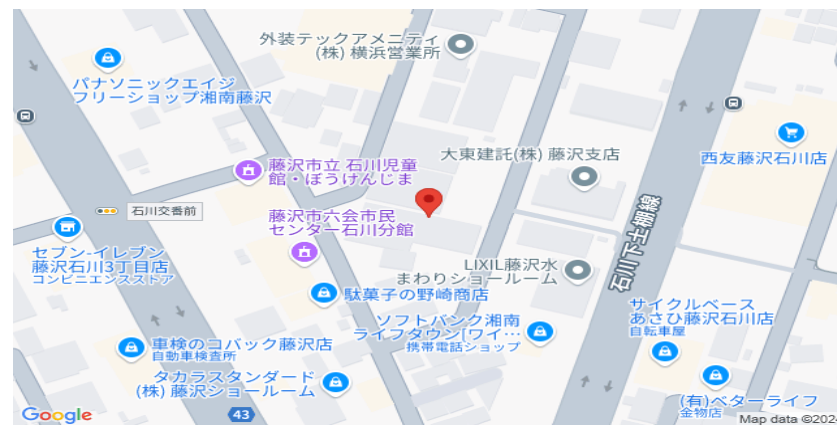 外装テックアメニティ
(株) 横浜営業所
パナソニックエイジ
フリーショップ湘南藤沢
大東建託(株) 藤沢支店
西友藤沢石川店
藤沢市立 石川児童
館・ぼうけんじま
石川交番前
藤沢市六会市民
センター石川分館
石川下土棚線
セブン-イレブン
藤沢石川3丁目店
コンビニエンスストア
LIXIL藤沢水
まわりショールーム
駄菓子の野崎商店
サイクルベース
あさひ藤沢石川店
自転車屋
ソフトバンク湘南
ライフタウン[ワイ…
携帯電話ショップ
車検のコバック藤沢店
自動車検査所
タカラスタンダード
(株) 藤沢ショールーム
(有)ベターライフ
金物店
43
Google
Map data ©2024